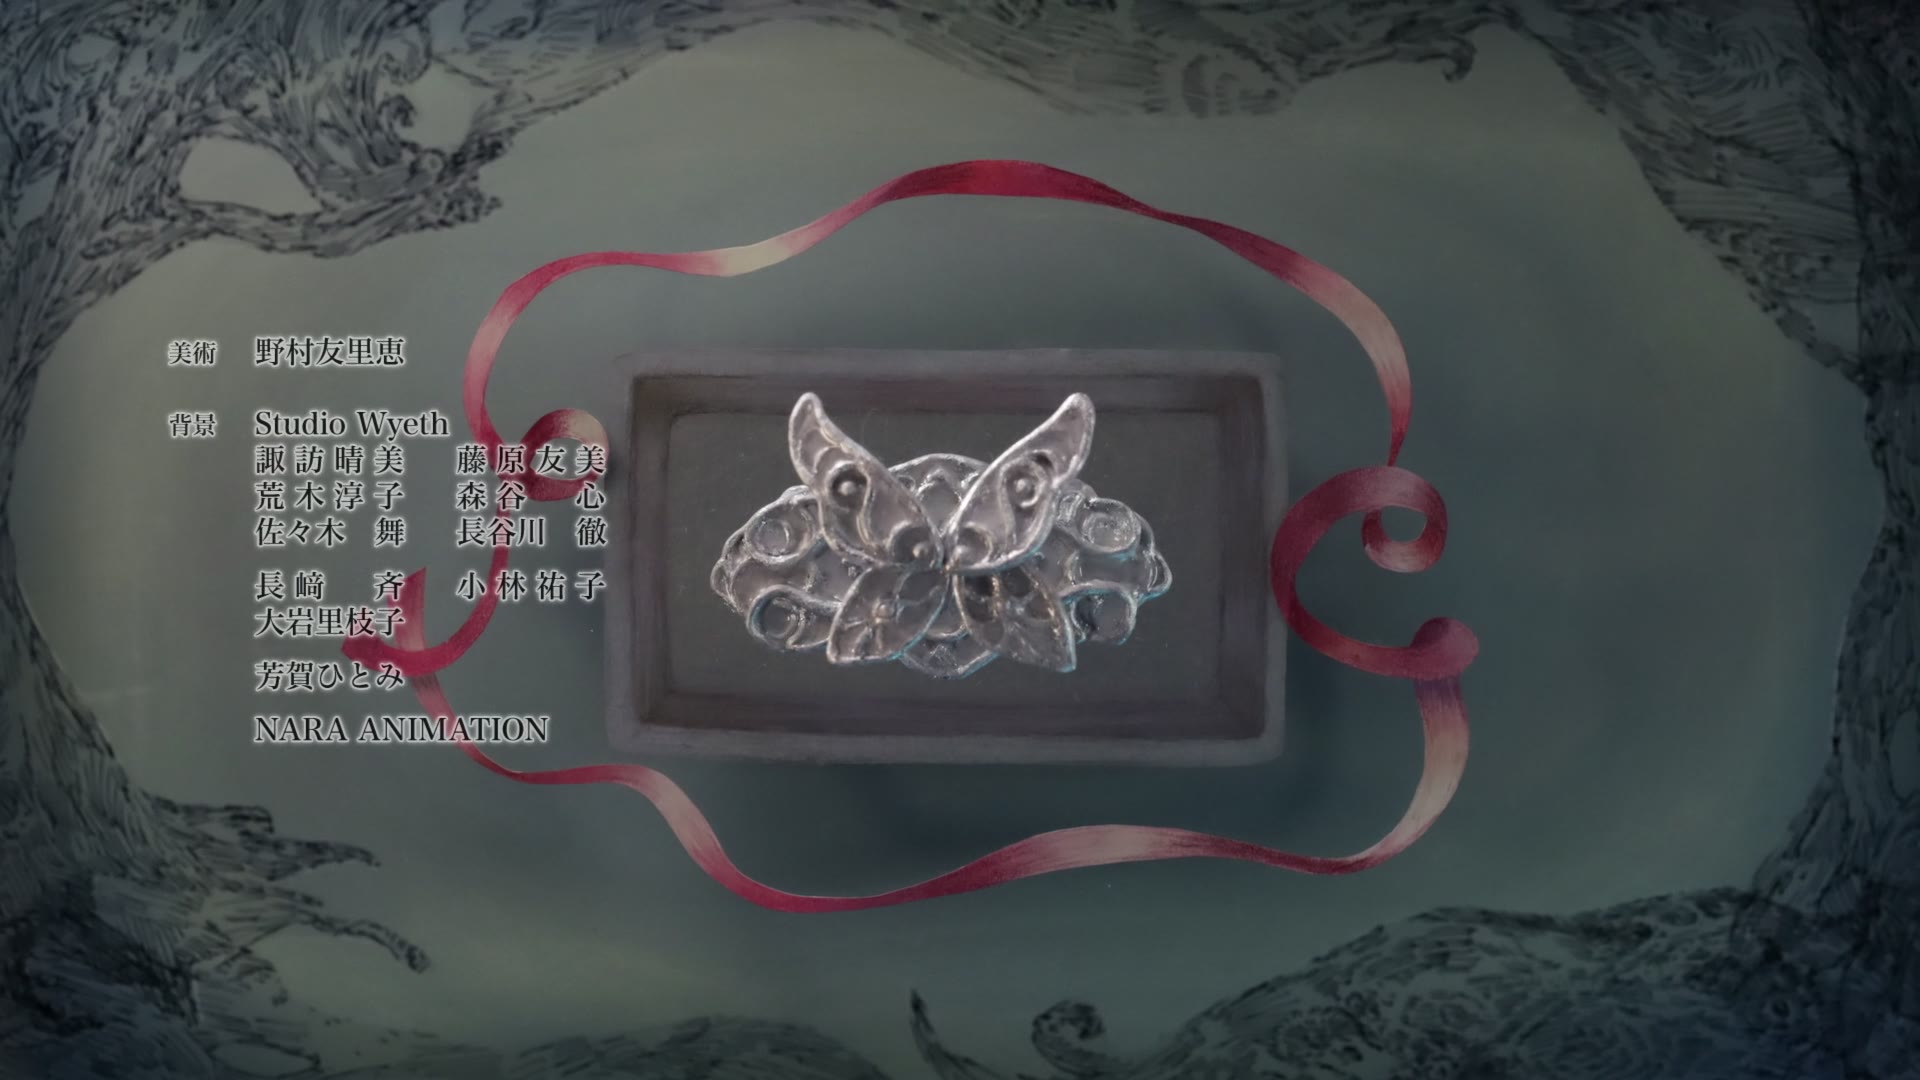 美術 野村友里恵
背景 Studio Wyeth
諏訪晴美 藤原友美
荒木淳子 森谷 心
佐々木 舞 長谷川 徹
長﨑 斉 小林祐子
大岩里枝子
芳賀ひとみ
NARA ANIMATION